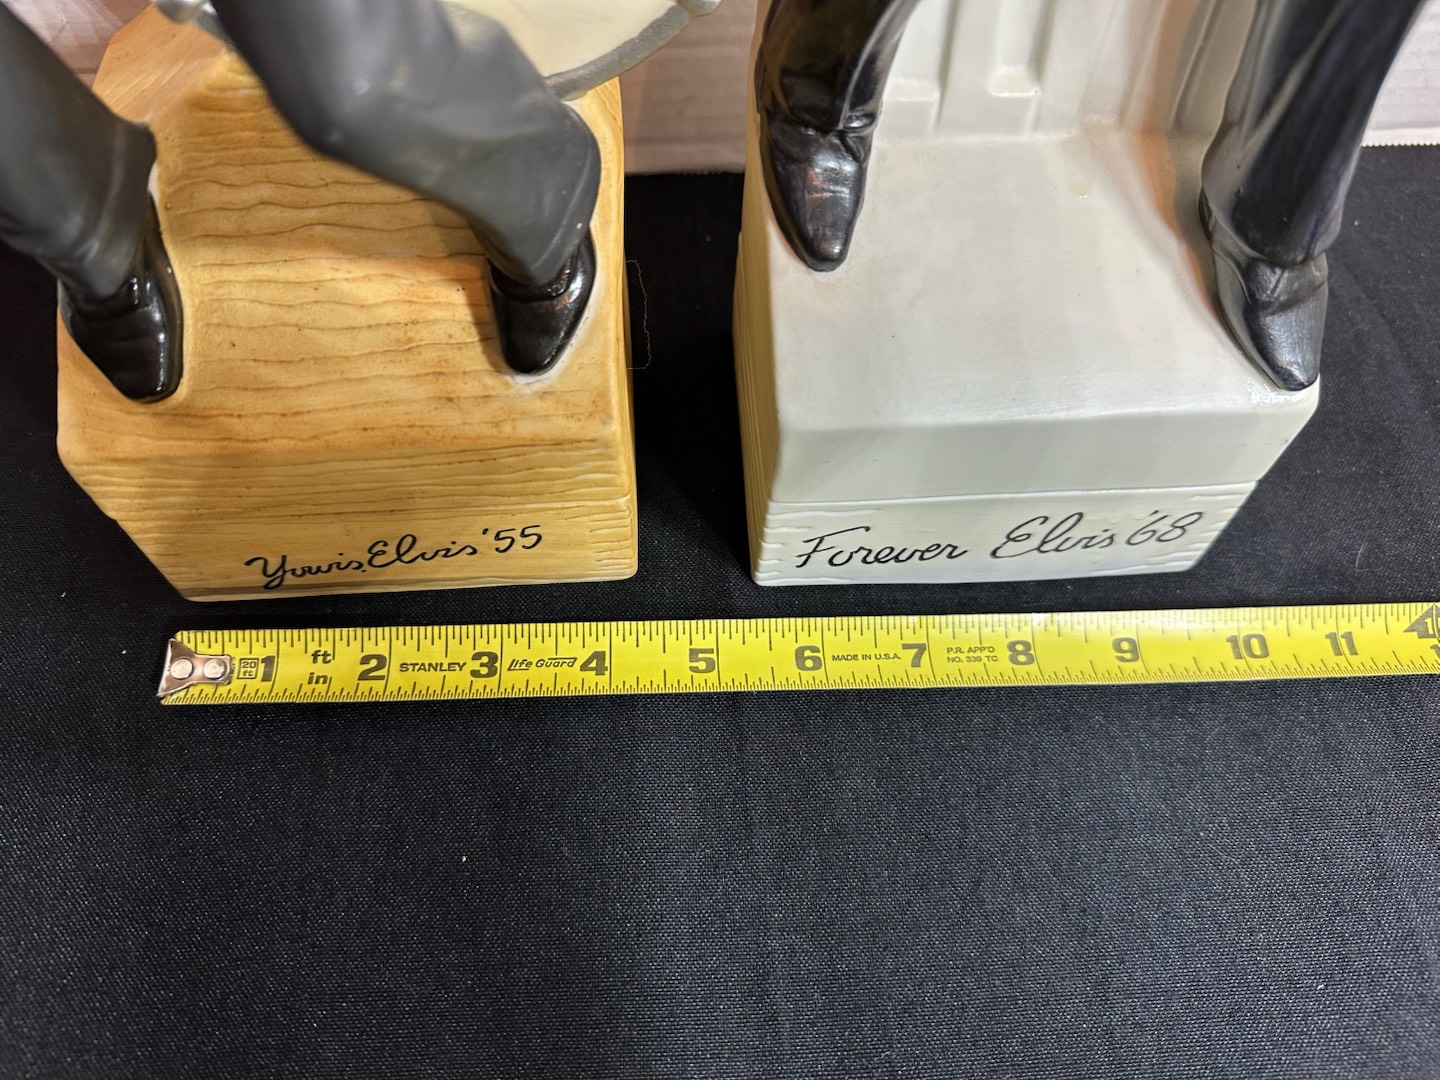 Yours, Elvis '55
Forever Elvis '68
20 ft 1 ft in 2 STANLEY 3 Life Guard 4 5 6 MADE IN U.S.A. 7 P.R. APP'D NO. 339 TC 8 9 10 11